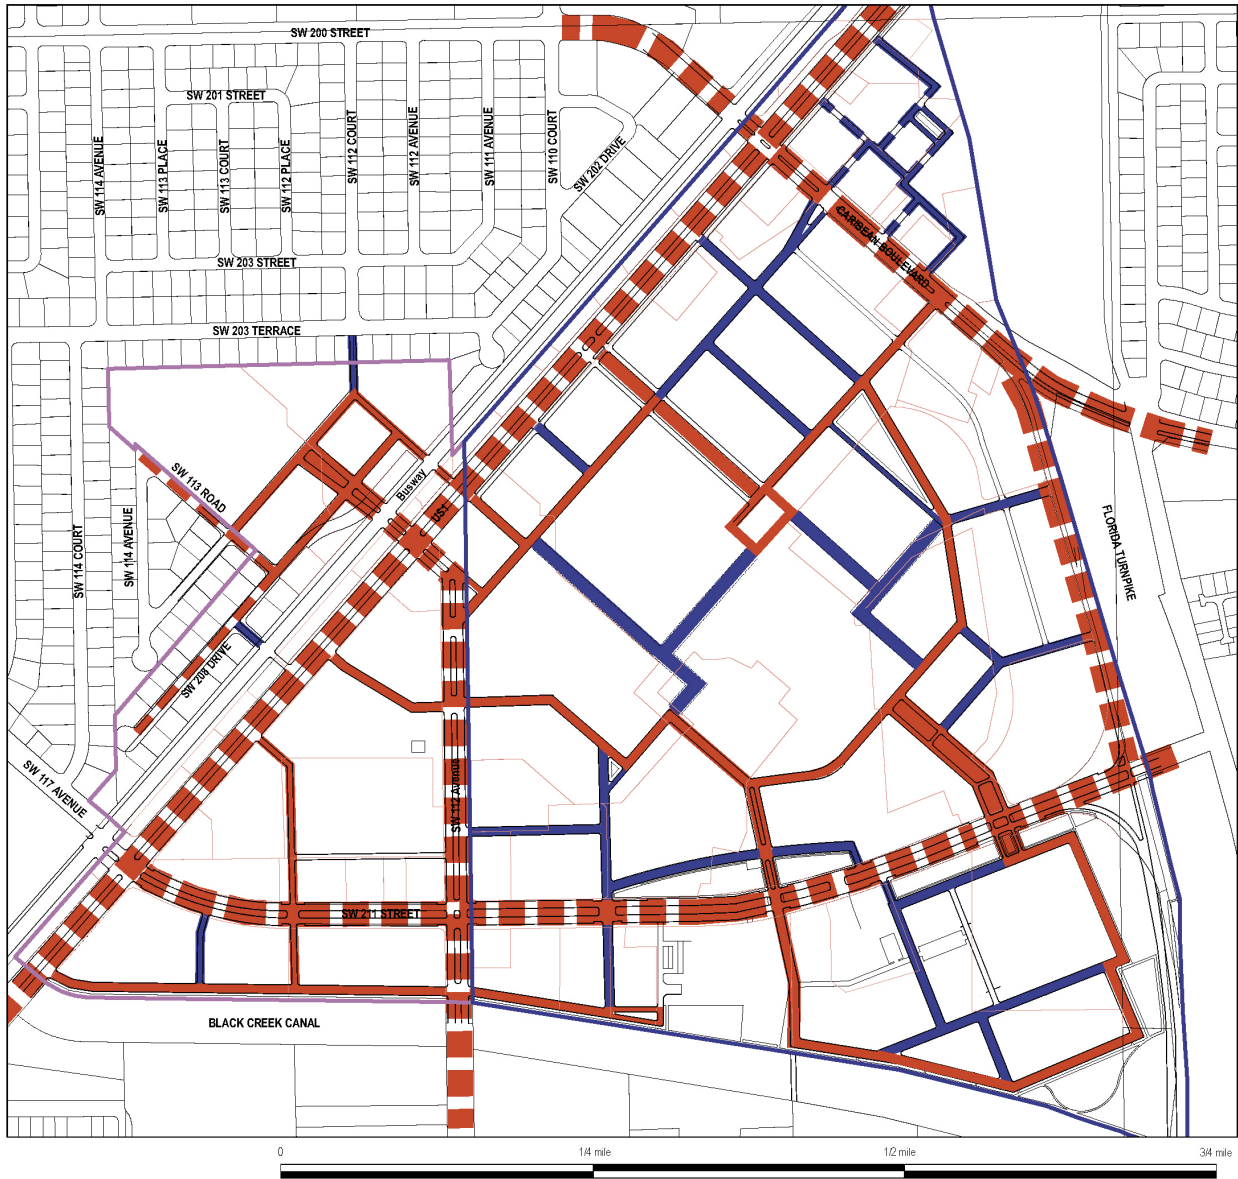 SW 200 STREET
SW 201 STREET
SW 114 AVENUE
SW 113 PLACE
SW 113 COURT
SW 112 PLACE
SW 112 COURT
SW 112 AVENUE
SW 111 AVENUE
SW 110 COURT
SW 202 DRIVE
CARIBEAN BOULEVARD
SW 203 STREET
SW 203 TERRACE
SW 113 ROAD
Busway
US1
SW 114 COURT
SW 114 AVENUE
FLORIDA TURNPIKE
SW 208 DRIVE
SW 117 AVENUE
SW 112 Avenue
SW 211 STREET
BLACK CREEK CANAL
0
1/4 mile
1/2 mile
3/4 mile